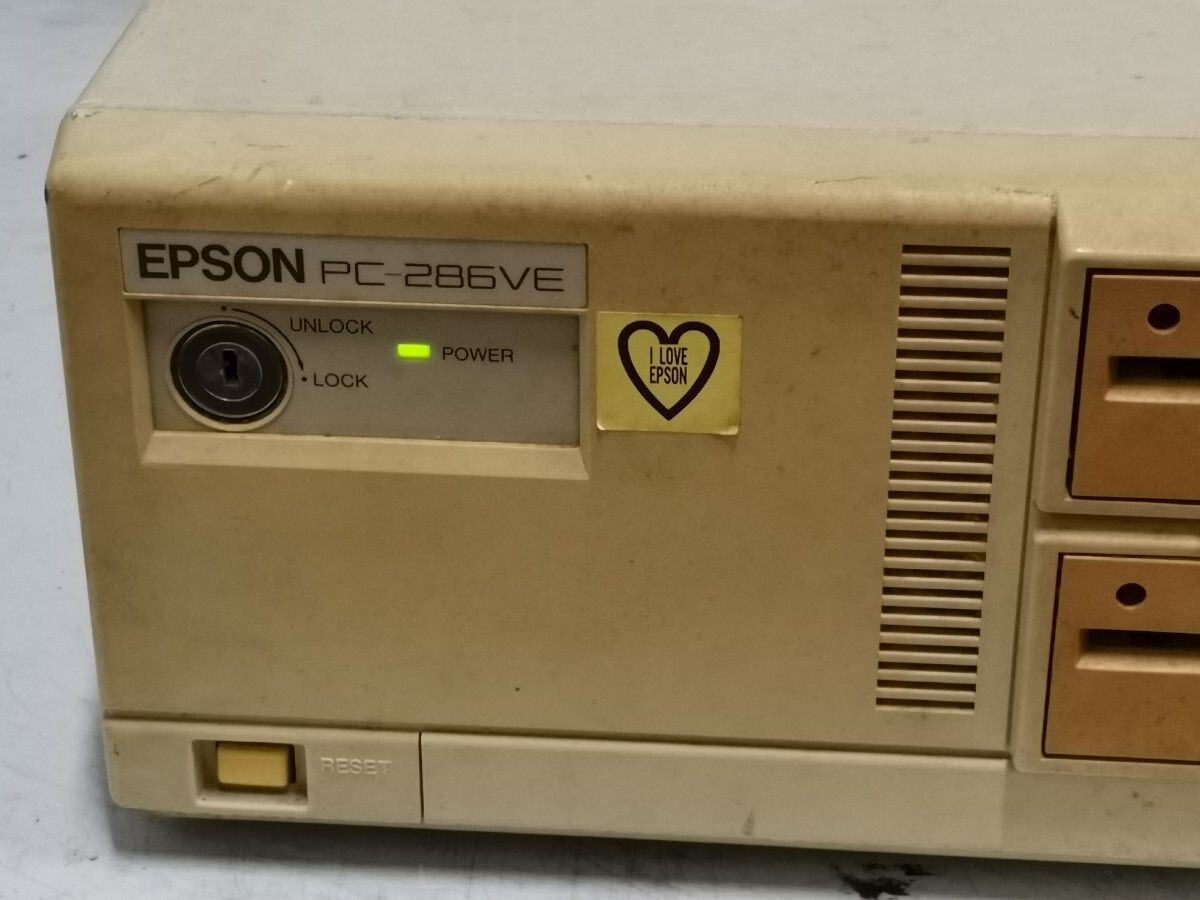 EPSON PC-286VE
UNLOCK
LOCK
POWER
I LOVE
EPSON
RESET